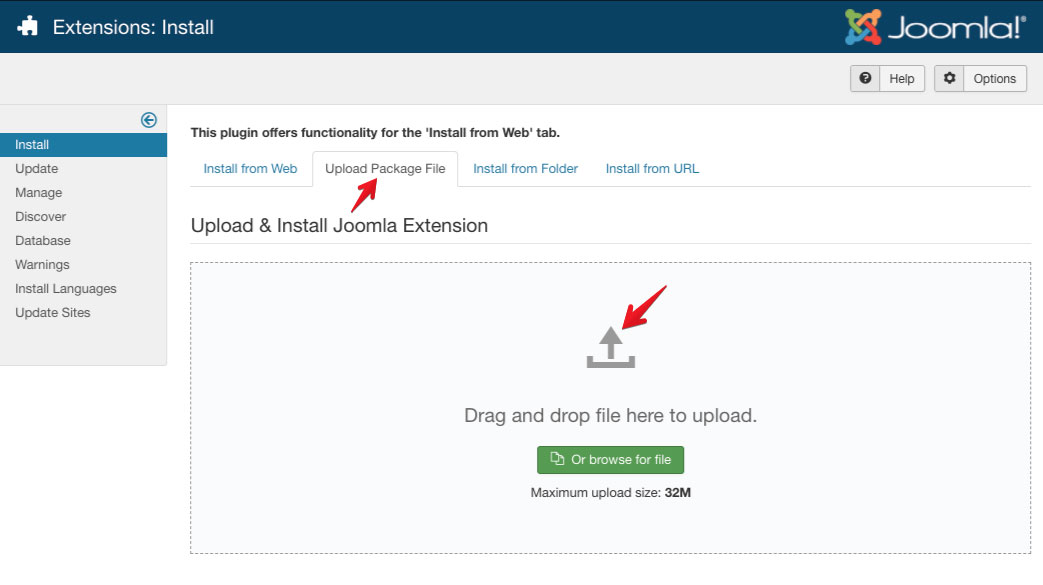 Extensions: Install
Joomla!®
Help
Options
This plugin offers functionality for the 'Install from Web' tab.
Install
Update
Manage
Discover
Database
Warnings
Install Languages
Update Sites
Install from Web
Upload Package File
Install from Folder
Install from URL
Upload & Install Joomla Extension
Drag and drop file here to upload.
Or browse for file
Maximum upload size: 32M